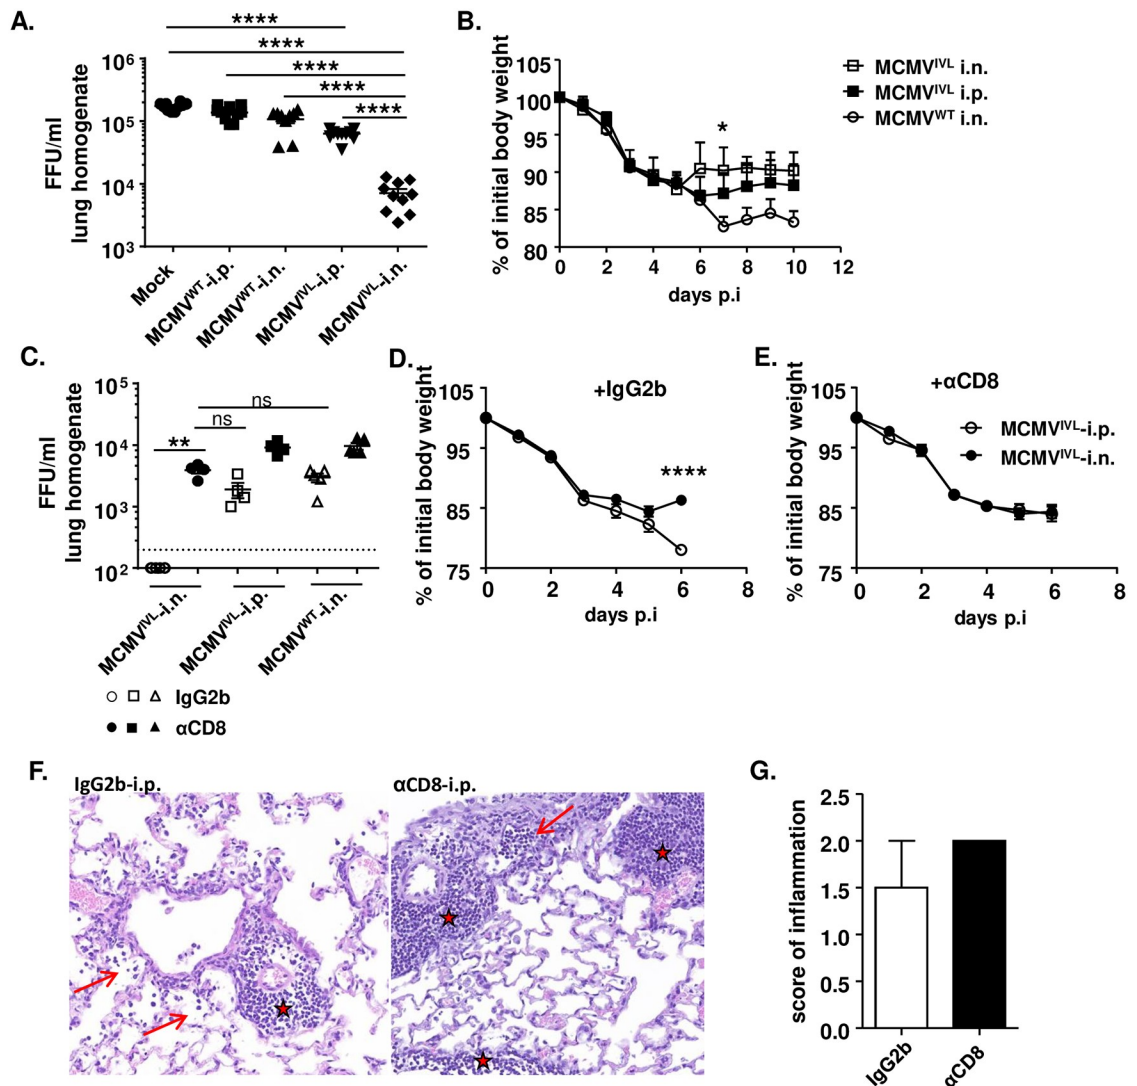 A.
****
****
****
****
****
10⁶
10⁵
10⁴
10³
FFU/ml
lung homogenate
Mock
MCMVᵂᵀ-i.p.
MCMVᵂᵀ-i.n.
MCMVᴵⱽᴸ-i.p.
MCMVᴵⱽᴸ-i.n.
B.
% of initial body weight
105
100
95
90
85
80
*
0 2 4 6 8 10 12
days p.i
MCMVᴵⱽᴸ i.n.
MCMVᴵⱽᴸ i.p.
MCMVᵂᵀ i.n.
C.
FFU/ml
lung homogenate
10⁵
10⁴
10³
10²
ns
ns
**
MCMVᴵⱽᴸ-i.n.
MCMVᴵⱽᴸ-i.p.
MCMVᵂᵀ-i.n.
IgG2b
αCD8
D.
% of initial body weight
105
95
85
75
+IgG2b
****
0 2 4 6 8
days p.i
E.
% of initial body weight
105
95
85
75
+αCD8
MCMVᴵⱽᴸ-i.p.
MCMVᴵⱽᴸ-i.n.
0 2 4 6 8
days p.i
F.
IgG2b-i.p.
αCD8-i.p.
G.
score of inflammation
2.5
2.0
1.5
1.0
0.5
0.0
IgG2b
αCD8